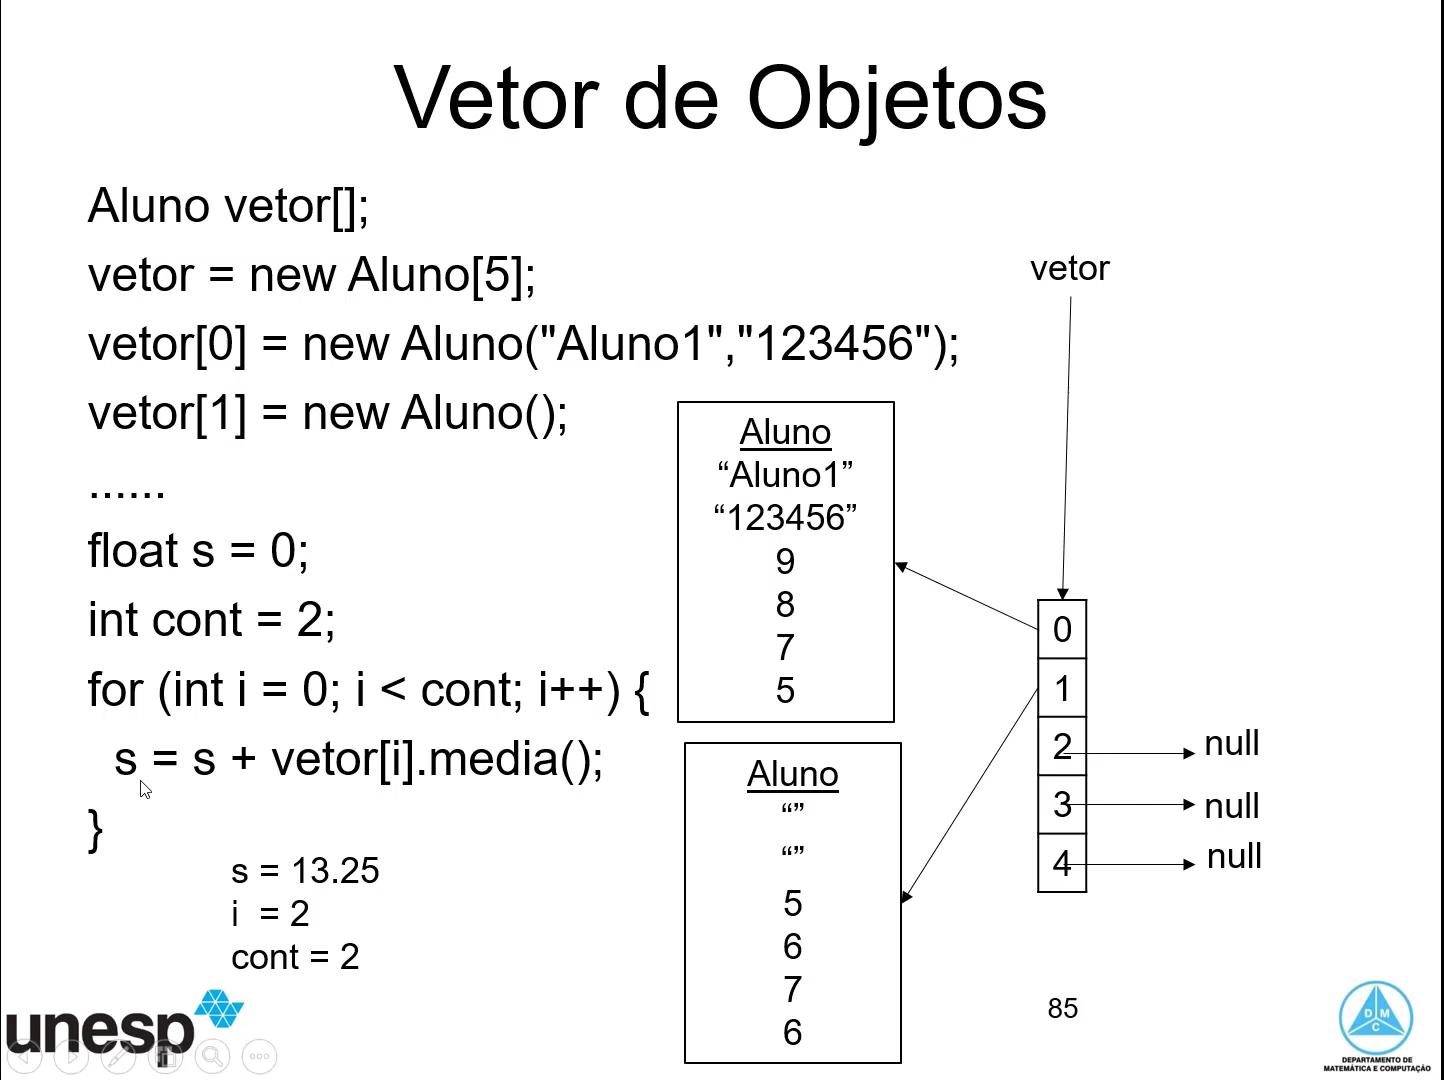 Vetor de Objetos
Aluno vetor[];
vetor = new Aluno[5];
vetor[0] = new Aluno("Aluno1","123456");
vetor[1] = new Aluno();
......
float s = 0;
int cont = 2;
for (int i = 0; i < cont; i++) {
s = s + vetor[i].media();
}
s = 13.25
i = 2
cont = 2
Aluno
“Aluno1”
“123456”
9
8
7
5
Aluno
“”
“”
5
6
7
6
vetor
0
1
2
3
4
null
null
null
85
unesp
D M C
DEPARTAMENTO DE
MATEMÁTICA E COMPUTAÇÃO